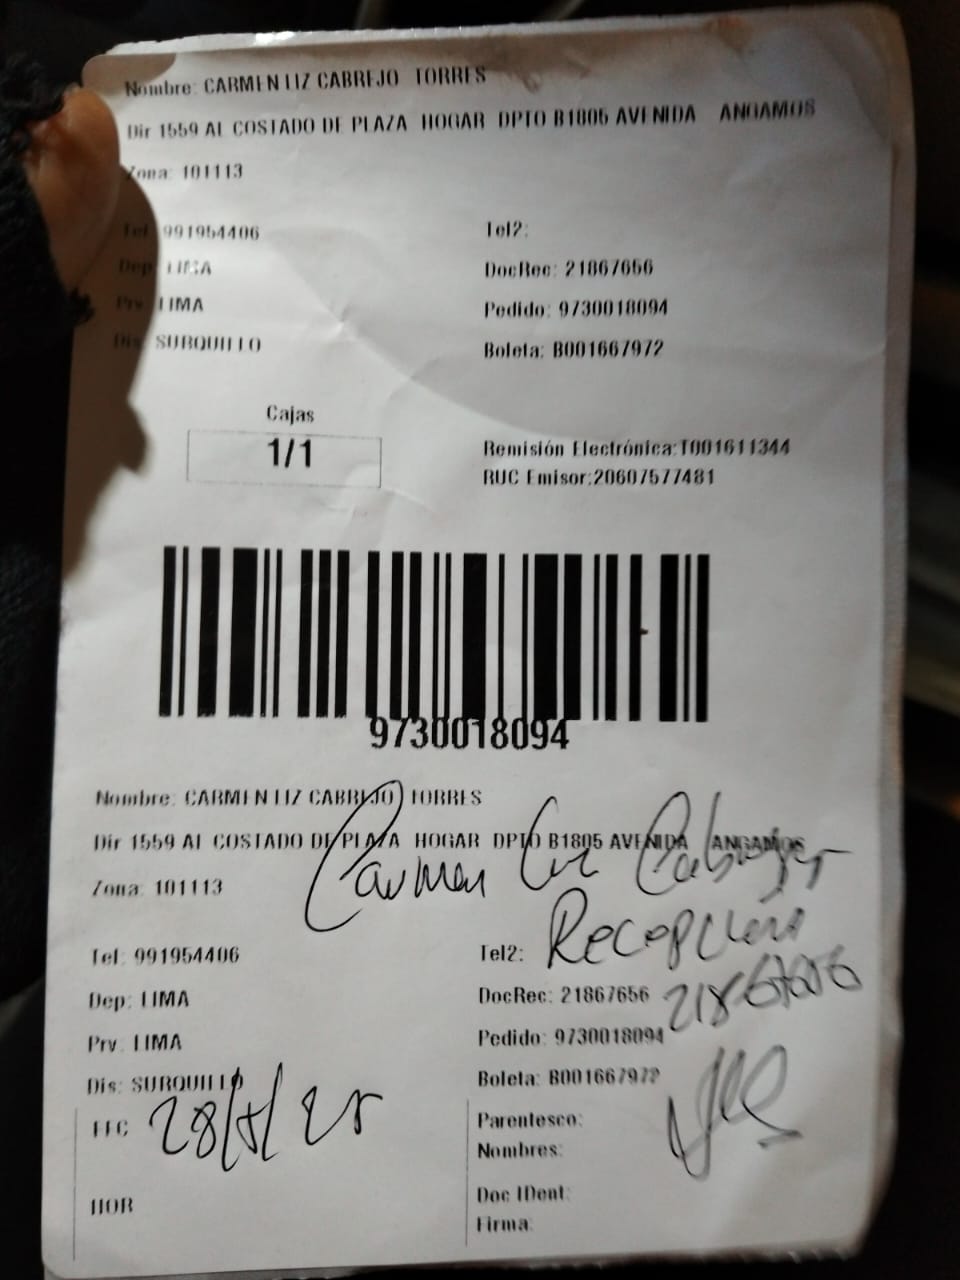 Nombre: CARMEN LIZ CABREJO TORRES
Dir 1559 AL COSTADO DE PLAZA HOGAR DPTO B1805 AVENIDA ANGAMOS
Zona: 101113
Tel: 991954406 Tel2:
Dep: LIMA DocRec: 21867656
Prv: LIMA Pedido: 9730018094
Dis: SURQUILLO Boleta: B001667972
Cajas
1/1
Remisión Electrónica:T001611344
RUC Emisor:20607577481
9730018094
Nombre: CARMEN LIZ CABREJO TORRES
Dir 1559 AL COSTADO DE PLAZA HOGAR DPTO B1805 AVENIDA ANGAMOS
Carmen Liz Cabrejo
Zona: 101113
Recepción
Tel: 991954406 Tel2:
Dep: LIMA DocRec: 21867656 21867656
Prv: LIMA Pedido: 9730018094
Dis: SURQUILLO Boleta: B001667972
FEC 28/5/25 Parentesco:
Nombres:
HOR Doc IDent:
Firma: